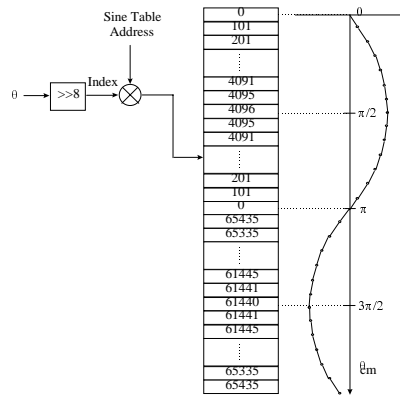 Sine Table
Address
θ
>>8
Index
0
101
201
4091
4095
4096
4095
4091
201
101
0
65435
65335
61445
61441
61440
61441
61445
65335
65435
0
π/2
π
3π/2
θcm